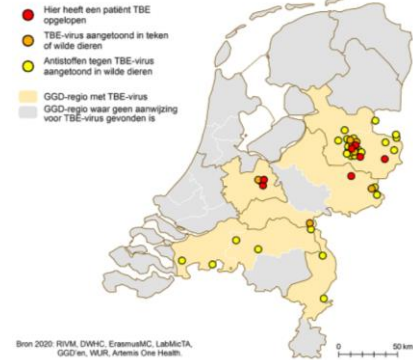 Hier heeft een patiënt TBE
opgelopen
TBE-virus aangetoond in teken
of wilde dieren
Antistoffen tegen TBE-virus
aangetoond in wilde dieren
GGD-regio met TBE-virus
GGD-regio waar geen aanwijzing
voor TBE-virus gevonden is
Bron 2020: RIVM, DWHC, ErasmusMC, LabMicTA,
GGD'en, WUR, Artemis One Health.
0 50 km